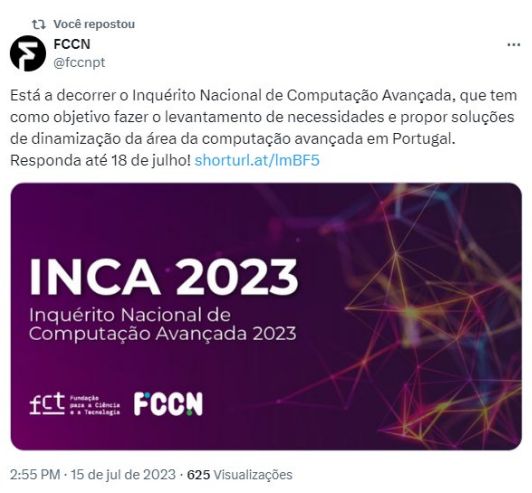 Você repostou
FCCN
@fccnpt
Está a decorrer o Inquérito Nacional de Computação Avançada, que tem
como objetivo fazer o levantamento de necessidades e propor soluções
de dinamização da área da computação avançada em Portugal.
Responda até 18 de julho! shorturl.at/lmBF5
INCA 2023
Inquérito Nacional de
Computação Avançada 2023
fct Fundação
para a Ciência
e a Tecnologia
FCCN
2:55 PM · 15 de jul de 2023 · 625 Visualizações